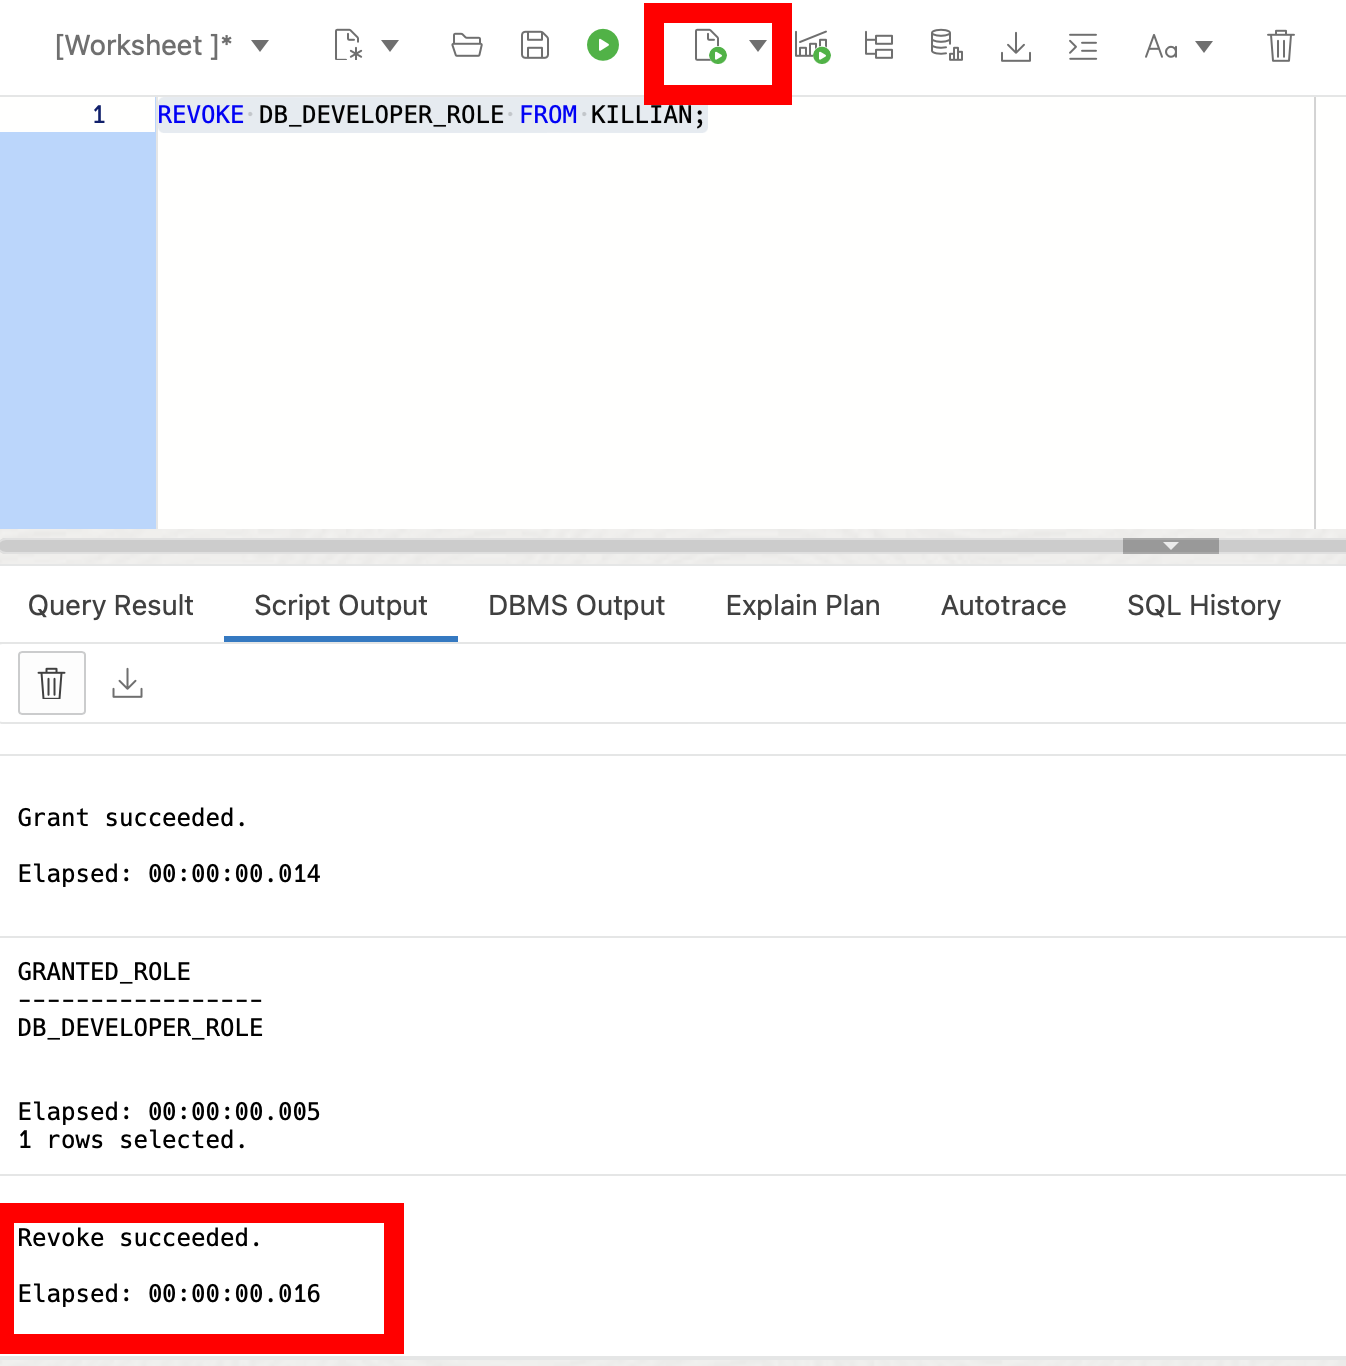 [Worksheet ]*
Aa
1
REVOKE DB_DEVELOPER_ROLE FROM KILLIAN;
Query Result
Script Output
DBMS Output
Explain Plan
Autotrace
SQL History
Grant succeeded.
Elapsed: 00:00:00.014
GRANTED_ROLE
-----------------
DB_DEVELOPER_ROLE
Elapsed: 00:00:00.005
1 rows selected.
Revoke succeeded.
Elapsed: 00:00:00.016